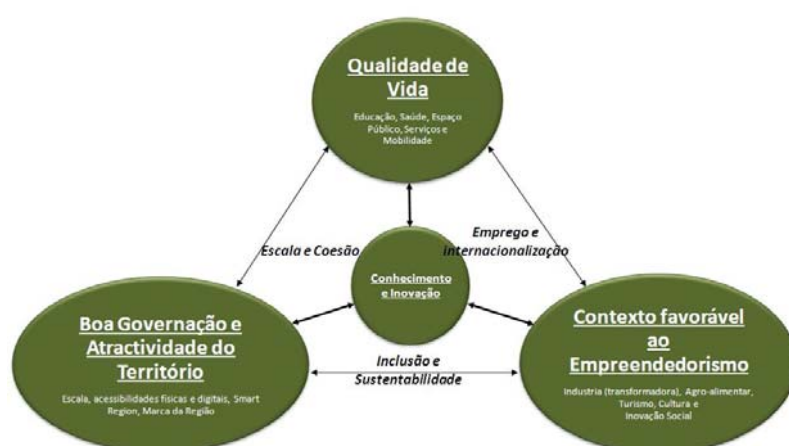 Qualidade de
Vida
Educação, Saúde, Espaço
Público, Serviços e
Mobilidade
Escala e Coesão
Emprego e
internacionalização
Conhecimento
e Inovação
Boa Governação e
Atractividade do
Território
Escala, acessibilidades físicas e digitais, Smart
Region, Marca da Região
Inclusão e
Sustentabilidade
Contexto favorável
ao
Empreendedorismo
Industria (transformadora), Agro-alimentar,
Turismo, Cultura e
Inovação Social